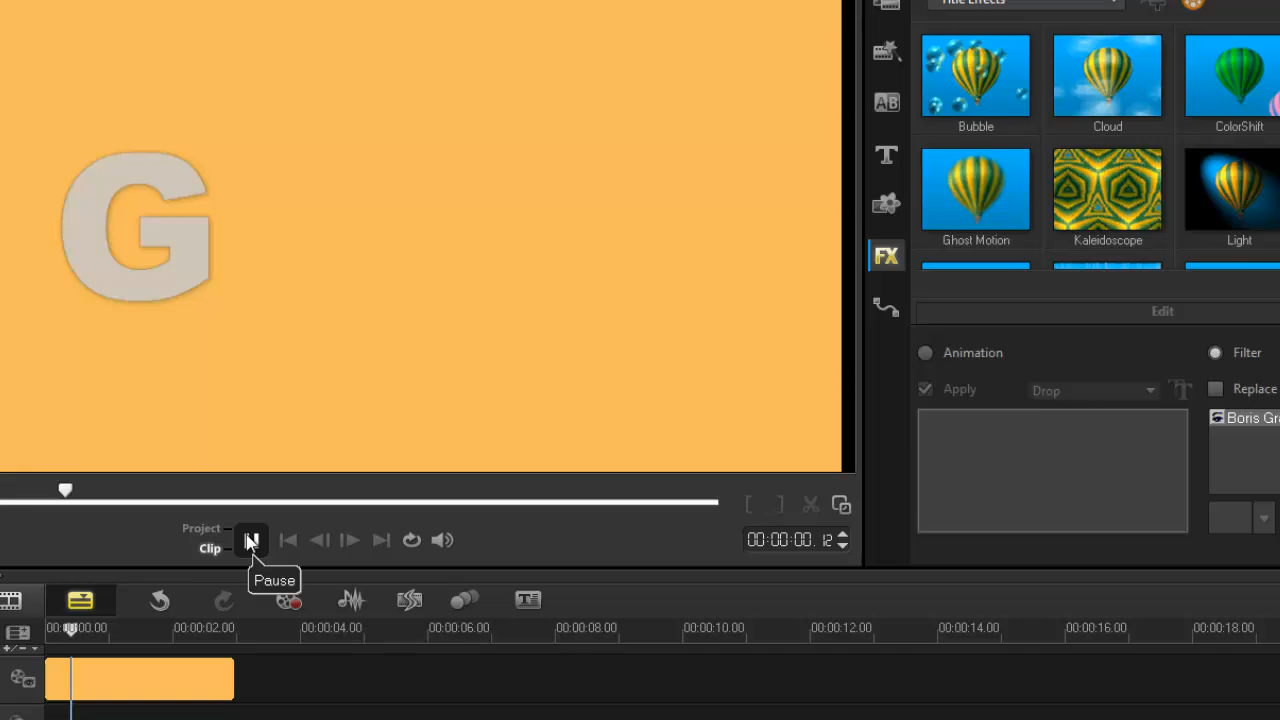 Title Effects
G
AB
T
FX
Bubble
Cloud
ColorShift
Ghost Motion
Kaleidoscope
Light
Edit
Animation
Filter
Apply
Drop
Replace
Boris Gra
Project
Clip
00:00:00. 12
Pause
00:00:00.00
00:00:02.00
00:00:04.00
00:00:06.00
00:00:08.00
00:00:10.00
00:00:12.00
00:00:14.00
00:00:16.00
00:00:18.00